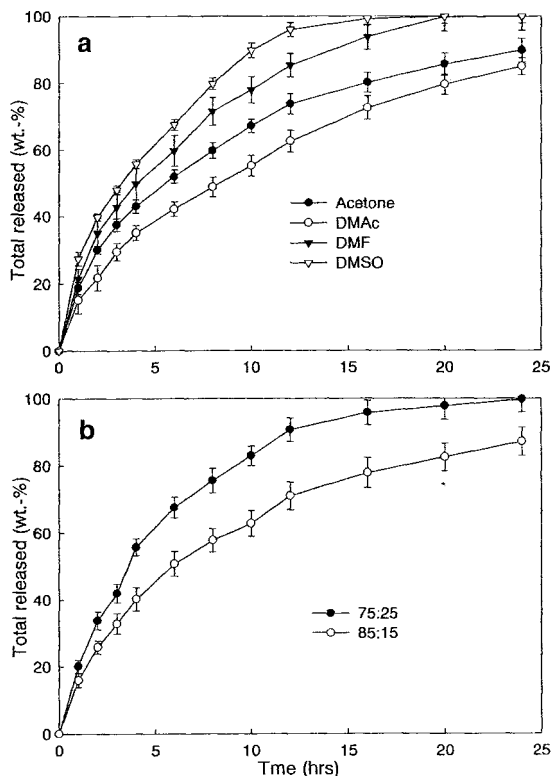 a
Total released (wt.-%)
100
80
60
40
20
0
Acetone
DMAc
DMF
DMSO
0 5 10 15 20 25
b
Total released (wt.-%)
100
80
60
40
20
0
75:25
85:15
0 5 10 15 20 25
Tme (hrs)